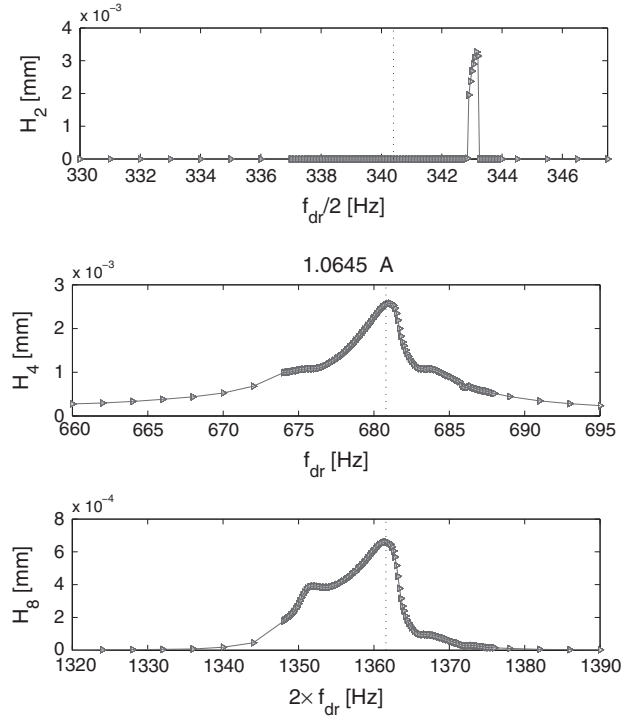 x 10⁻³
4
3
2
1
0
H₂ [mm]
330 332 334 336 338 340 342 344 346
f_dr/2 [Hz]
1.0645 A
x 10⁻³
3
2
1
0
H₄ [mm]
660 665 670 675 680 685 690 695
f_dr [Hz]
x 10⁻⁴
8
6
4
2
0
H₈ [mm]
1320 1330 1340 1350 1360 1370 1380 1390
2× f_dr [Hz]